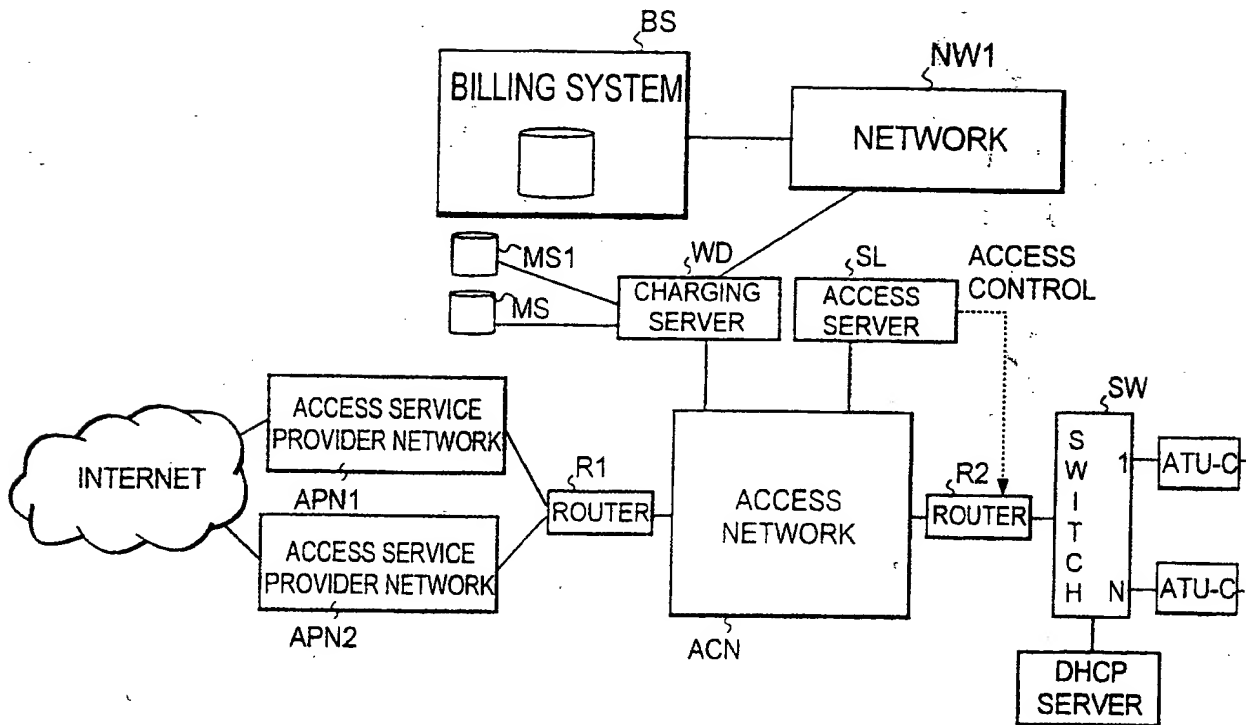 BS
BILLING SYSTEM
NW1
NETWORK
MS1
MS
WD
CHARGING
SERVER
SL
ACCESS
SERVER
ACCESS
CONTROL
INTERNET
ACCESS SERVICE
PROVIDER NETWORK
APN1
ACCESS SERVICE
PROVIDER NETWORK
APN2
R1
ROUTER
ACCESS
NETWORK
ACN
R2
ROUTER
SW
SWITCH
1
ATU-C
N
ATU-C
DHCP
SERVER